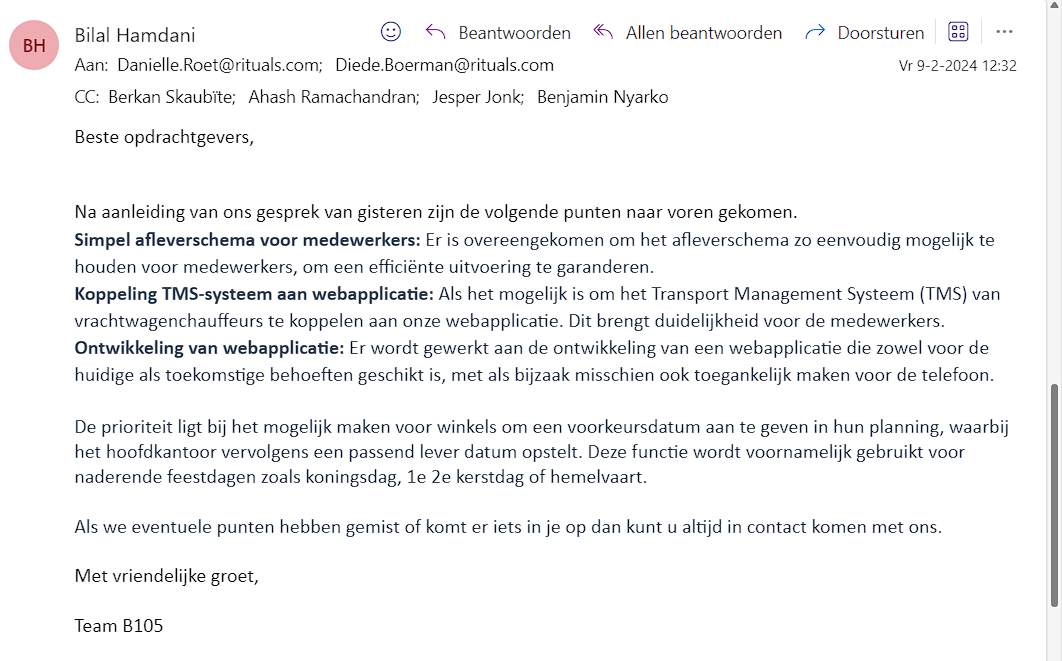 BH
Bilal Hamdani
Beantwoorden Allen beantwoorden Doorsturen
Aan: Danielle.Roet@rituals.com; Diede.Boerman@rituals.com
Vr 9-2-2024 12:32
CC: Berkan Skaubïte; Ahash Ramachandran; Jesper Jonk; Benjamin Nyarko
Beste opdrachtgevers,
Na aanleiding van ons gesprek van gisteren zijn de volgende punten naar voren gekomen.
Simpel afleverschema voor medewerkers: Er is overeengekomen om het afleverschema zo eenvoudig mogelijk te
houden voor medewerkers, om een efficiënte uitvoering te garanderen.
Koppeling TMS-systeem aan webapplicatie: Als het mogelijk is om het Transport Management Systeem (TMS) van
vrachtwagenchauffeurs te koppelen aan onze webapplicatie. Dit brengt duidelijkheid voor de medewerkers.
Ontwikkeling van webapplicatie: Er wordt gewerkt aan de ontwikkeling van een webapplicatie die zowel voor de
huidige als toekomstige behoeften geschikt is, met als bijzaak misschien ook toegankelijk maken voor de telefoon.
De prioriteit ligt bij het mogelijk maken voor winkels om een voorkeursdatum aan te geven in hun planning, waarbij
het hoofdkantoor vervolgens een passend lever datum opstelt. Deze functie wordt voornamelijk gebruikt voor
naderende feestdagen zoals koningsdag, 1e 2e kerstdag of hemelvaart.
Als we eventuele punten hebben gemist of komt er iets in je op dan kunt u altijd in contact komen met ons.
Met vriendelijke groet,
Team B105